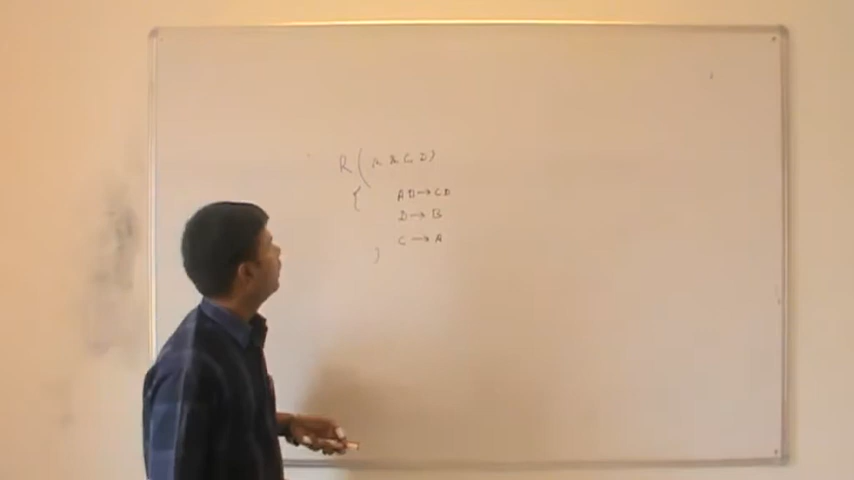 R(A B C D)
{ AB→CD
D→B
C→A
}